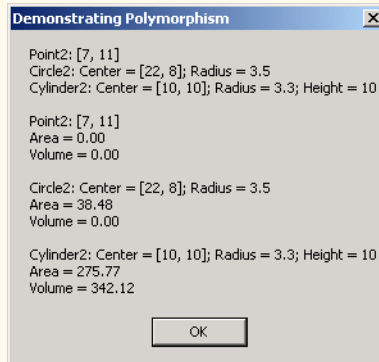 Demonstrating Polymorphism
Point2: [7, 11]
Circle2: Center = [22, 8]; Radius = 3.5
Cylinder2: Center = [10, 10]; Radius = 3.3; Height = 10
Point2: [7, 11]
Area = 0.00
Volume = 0.00
Circle2: Center = [22, 8]; Radius = 3.5
Area = 38.48
Volume = 0.00
Cylinder2: Center = [10, 10]; Radius = 3.3; Height = 10
Area = 275.77
Volume = 342.12
OK